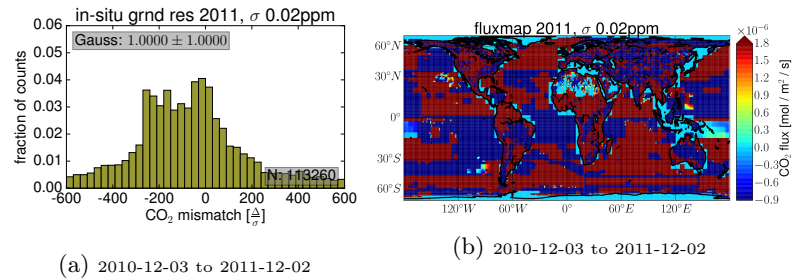 in-situ grnd res 2011, σ 0.02ppm
0.06
0.05
0.04
0.03
0.02
0.01
0.00
fraction of counts
Gauss: 1.0000 ± 1.0000
N: 113260
-600 -400 -200 0 200 400 600
CO₂ mismatch [Δ/σ]
(a) 2010-12-03 to 2011-12-02
fluxmap 2011, σ 0.02ppm
60°N
30°N
0°
30°S
60°S
120°W 60°W 0° 60°E 120°E
×10⁻⁶
1.8
1.5
1.2
0.9
0.6
0.3
0.0
−0.3
−0.6
−0.9
CO₂ flux [mol / m² / s]
(b) 2010-12-03 to 2011-12-02